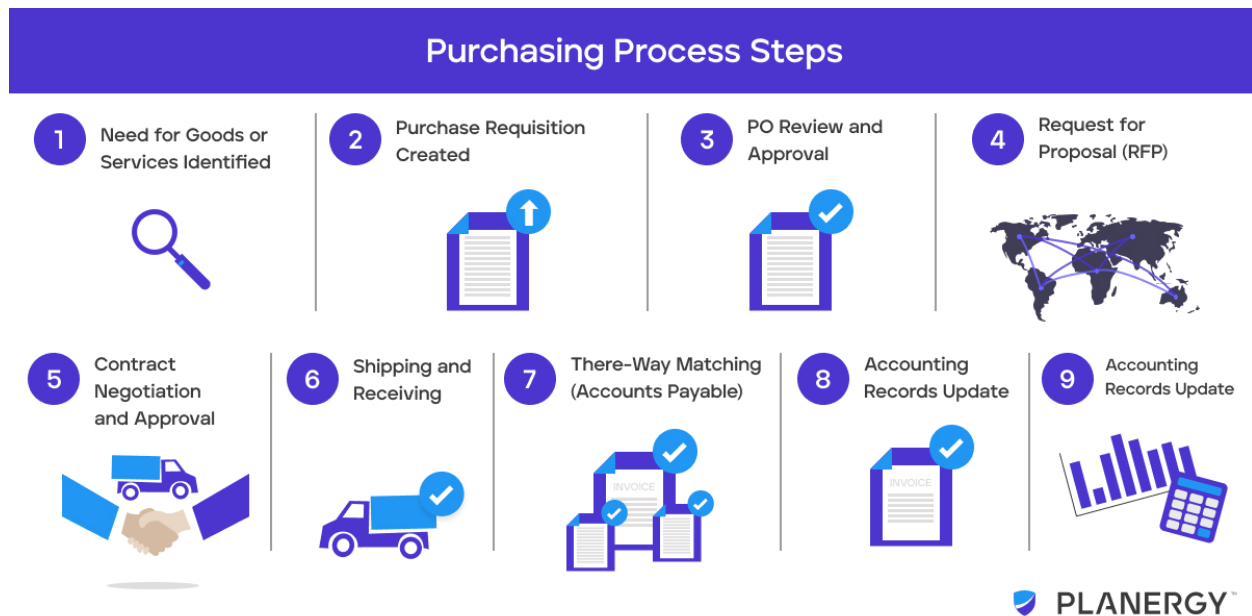 Purchasing Process Steps
1
Need for Goods or
Services Identified
2
Purchase Requisition
Created
3
PO Review and
Approval
4
Request for
Proposal (RFP)
5
Contract
Negotiation
and Approval
6
Shipping and
Receiving
7
There-Way Matching
(Accounts Payable)
INVOICE
8
Accounting
Records Update
INVOICE
9
Accounting
Records Update
PLANERGY™